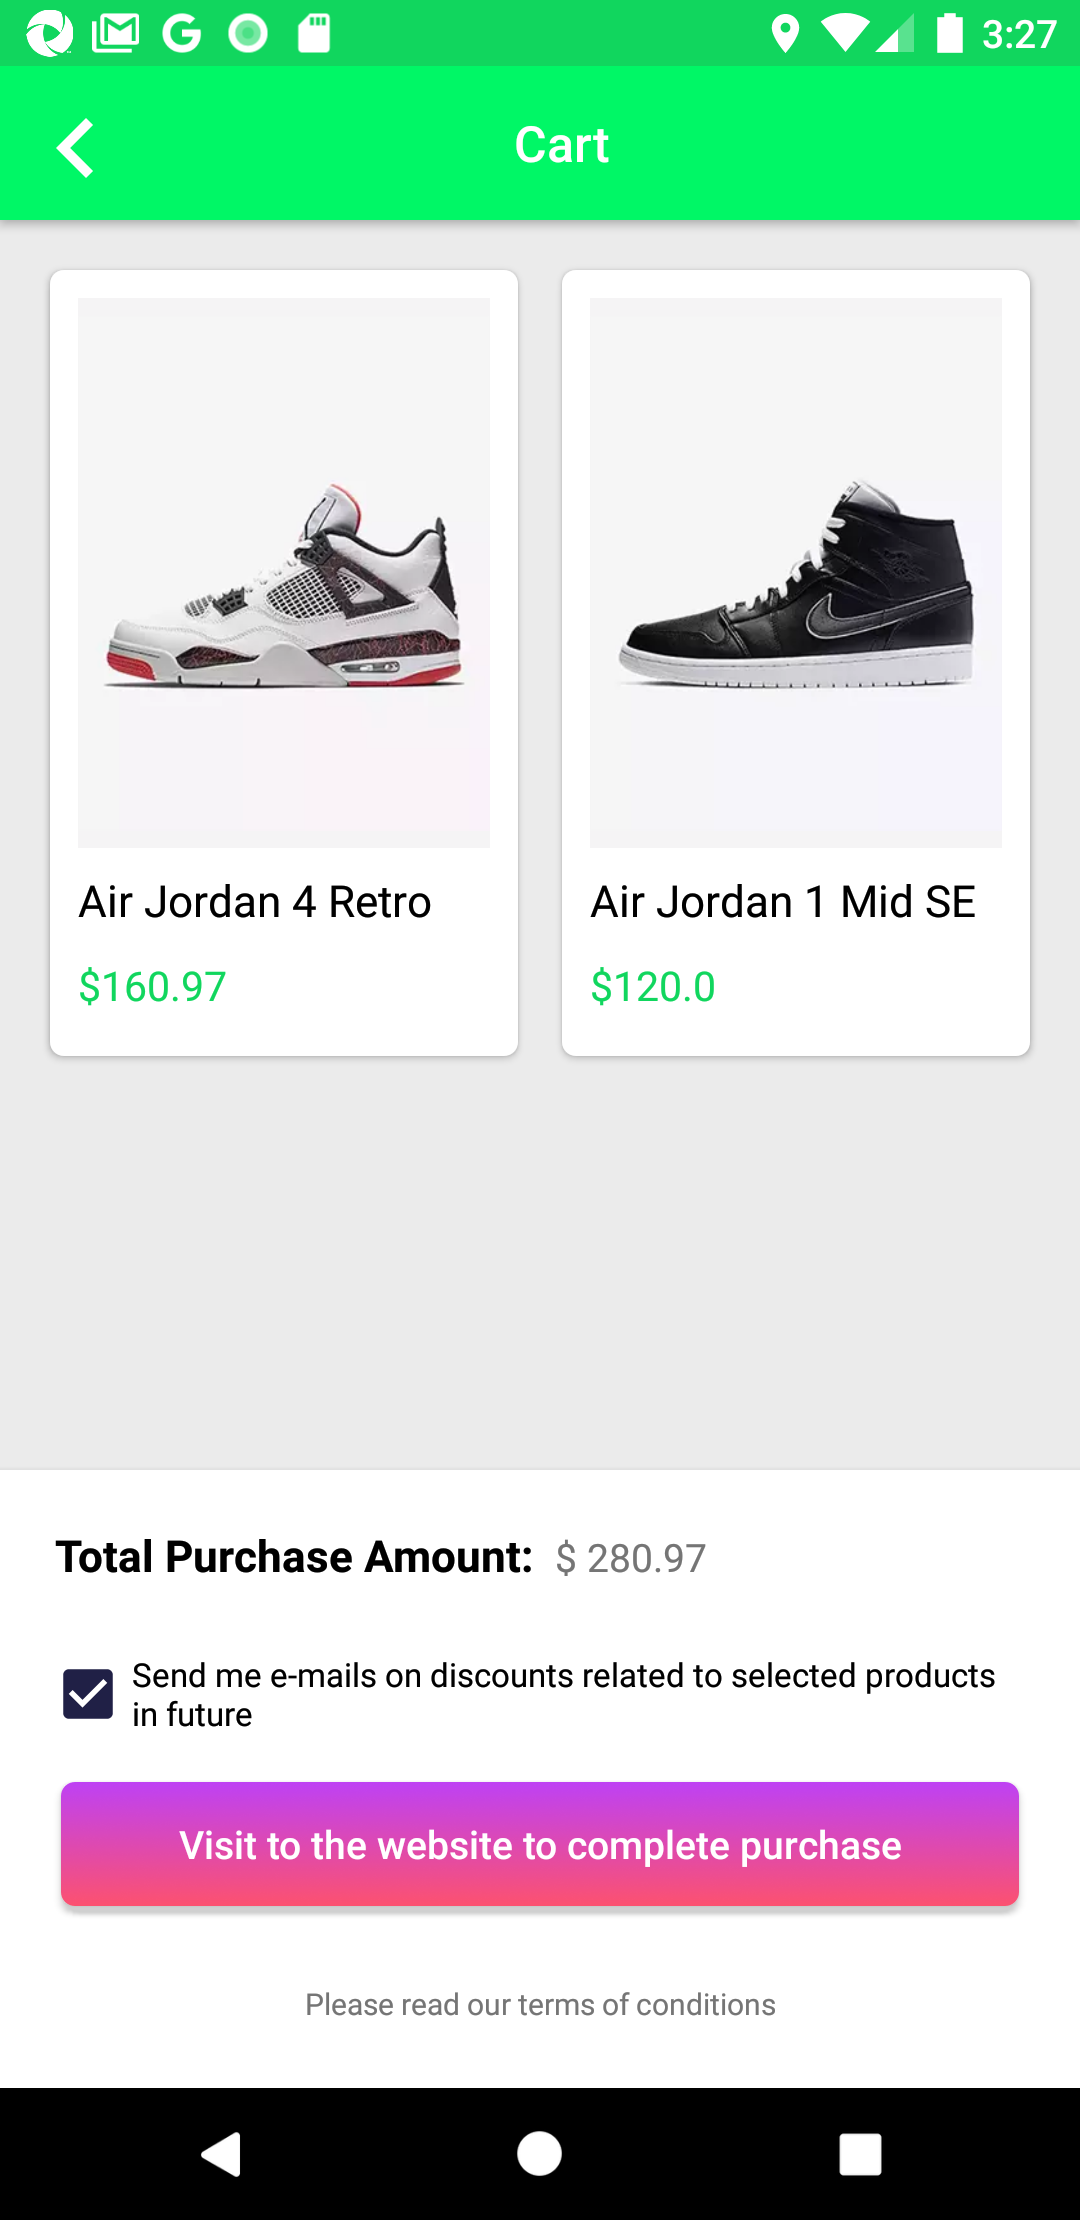 3:27
Cart
Air Jordan 4 Retro
$160.97
Air Jordan 1 Mid SE
$120.0
Total Purchase Amount: $ 280.97
Send me e-mails on discounts related to selected products
in future
Visit to the website to complete purchase
Please read our terms of conditions